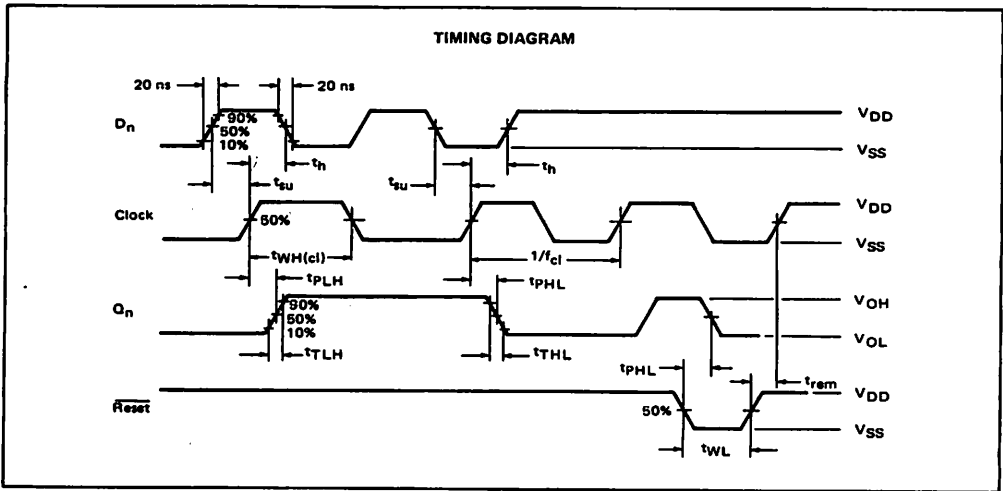 TIMING DIAGRAM
20 ns
20 ns
Dn
90%
50%
10%
VDD
VSS
tsu
th
tsu
th
Clock
50%
VDD
VSS
tWH(cl)
1/fcl
tPLH
tPHL
Qn
90%
50%
10%
VOH
VOL
tTLH
tTHL
tPHL
trem
Reset
50%
VDD
VSS
tWL